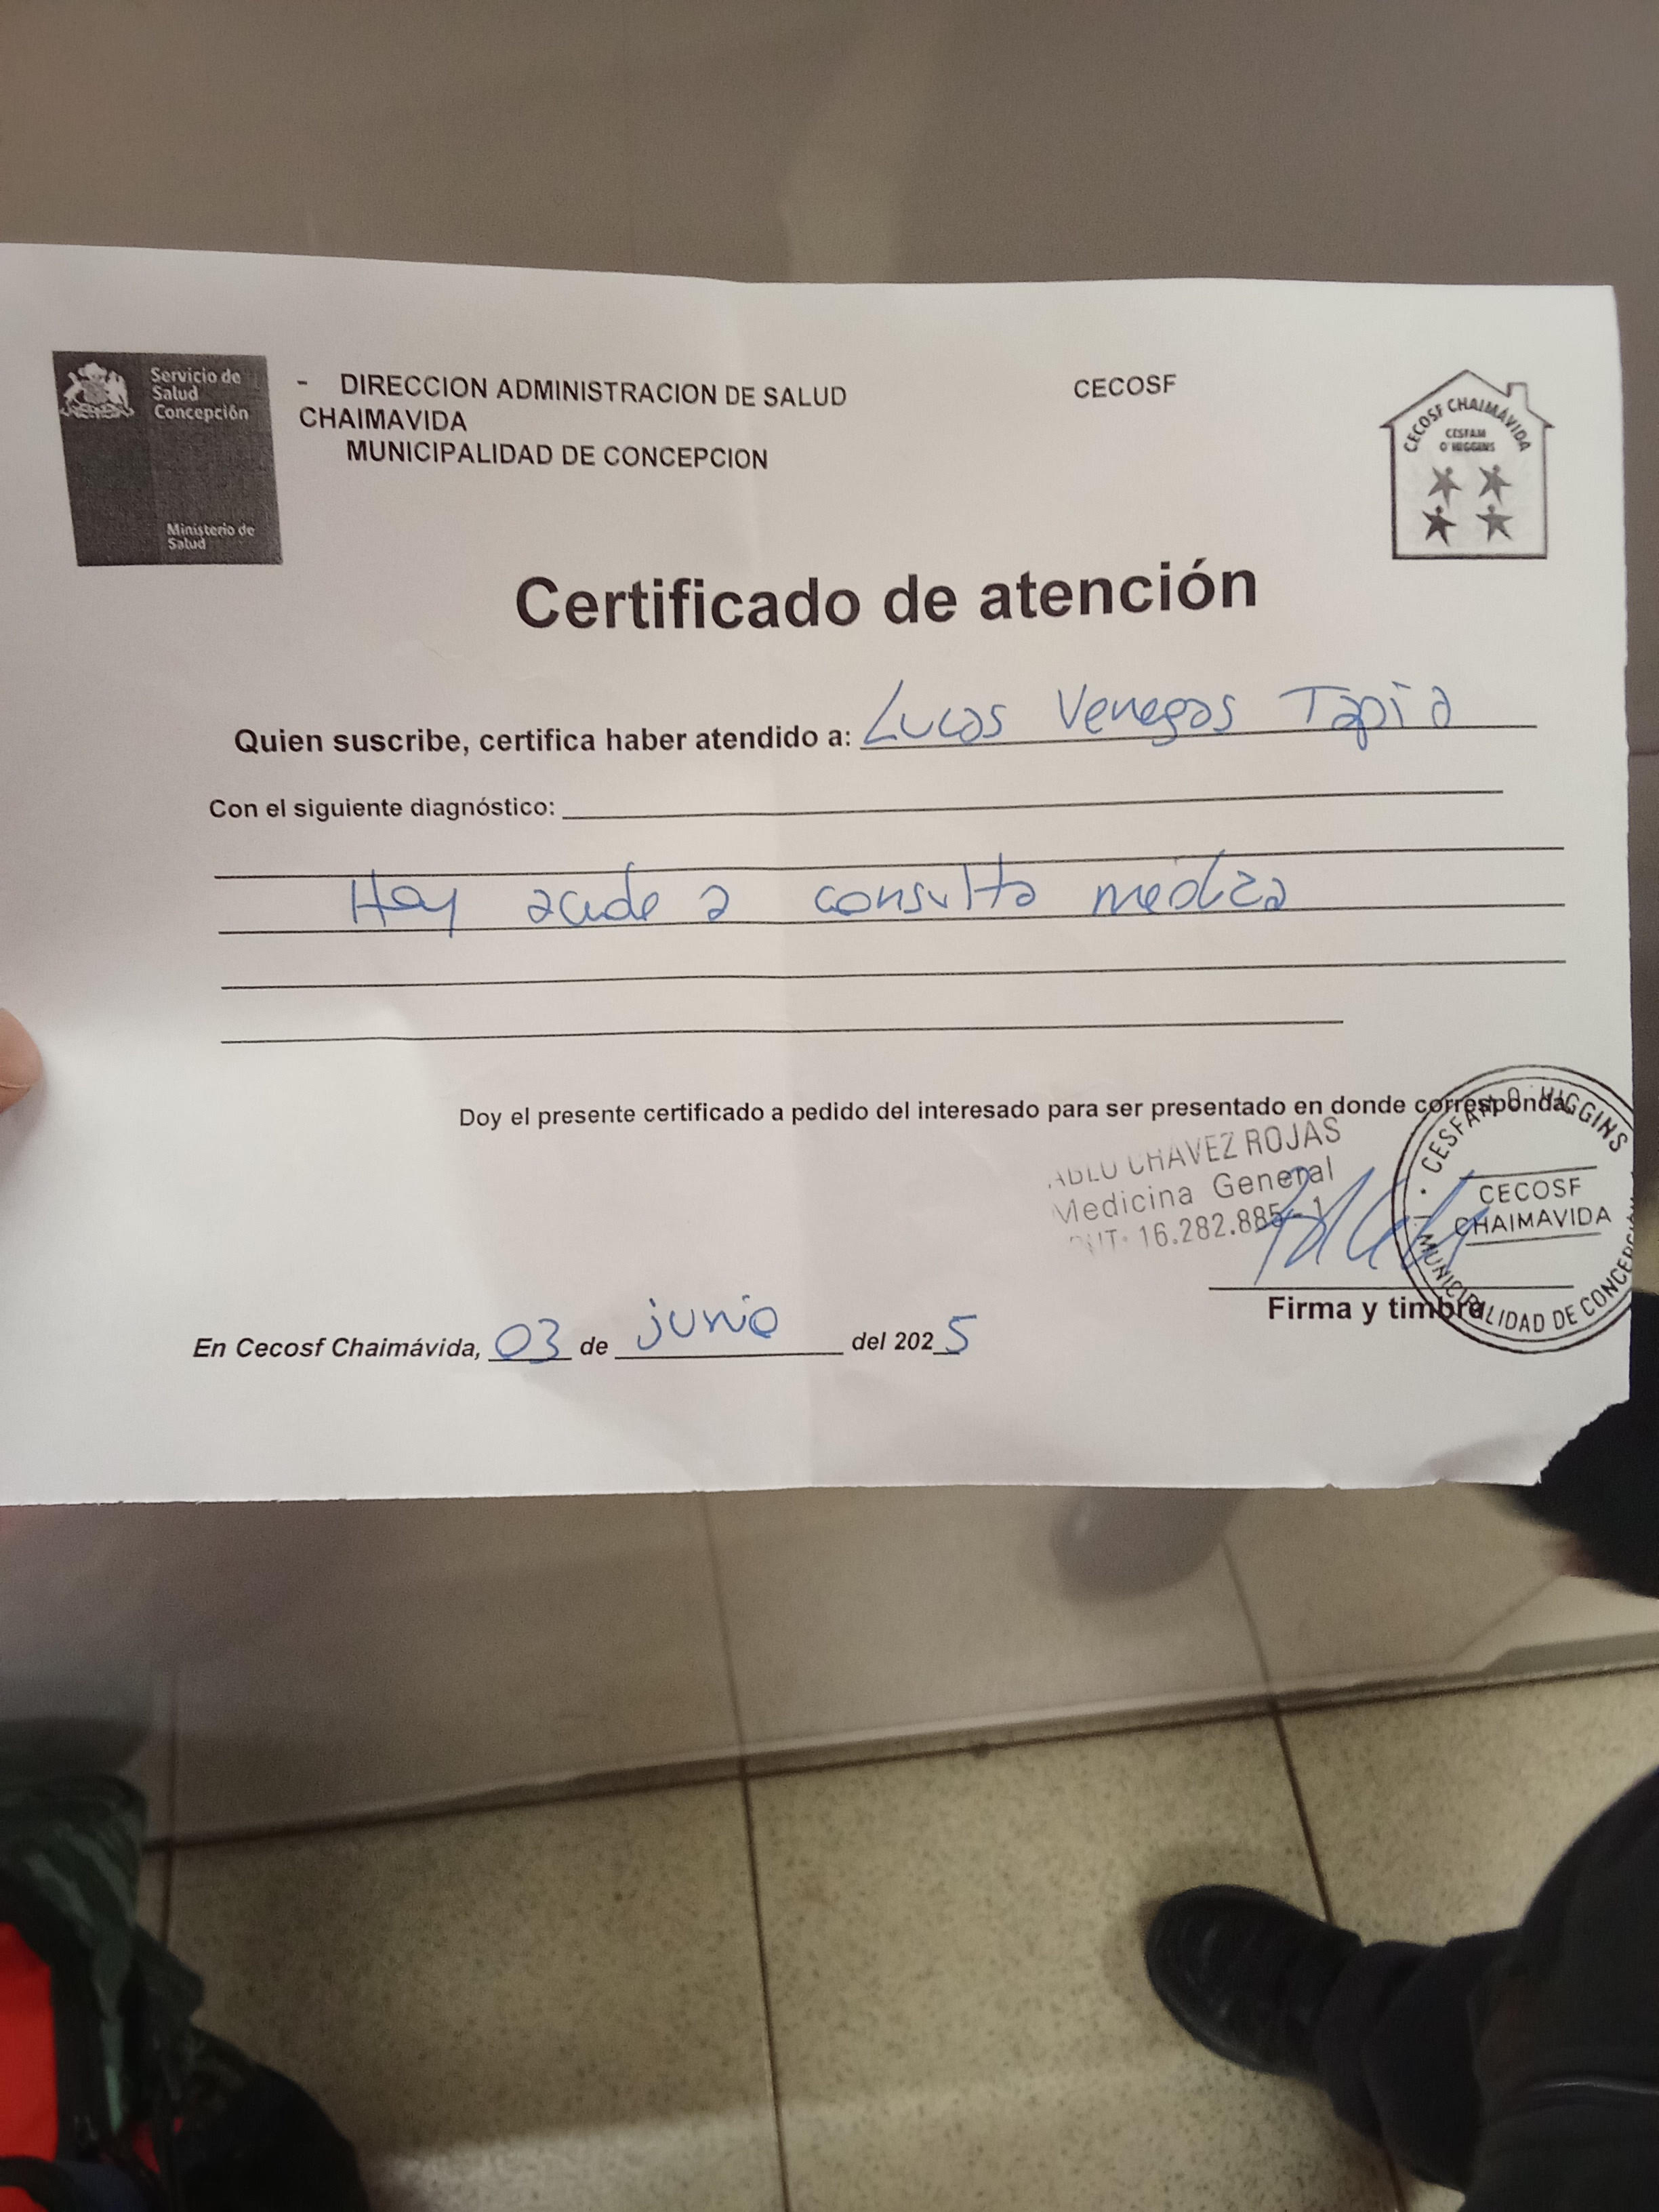 Servicio de
Salud
Concepción
Ministerio de
Salud
- DIRECCION ADMINISTRACION DE SALUD CECOSF
CHAIMAVIDA
MUNICIPALIDAD DE CONCEPCION
CECOSF CHAIMÁVIDA
CESFAM
O'HIGGINS
Certificado de atención
Quien suscribe, certifica haber atendido a: Lucas Venegas Tapia
Con el siguiente diagnóstico:
Hoy acude a consulta medica
Doy el presente certificado a pedido del interesado para ser presentado en donde corresponda.
CHAVEZ ROJAS
Medicina General
16.282.885-1
CESFAM O'HIGGINS
CECOSF
CHAIMAVIDA
I. MUNICIPALIDAD DE CONCEPCIÓN
Firma y timbre
En Cecosf Chaimávida, 03 de junio del 2025